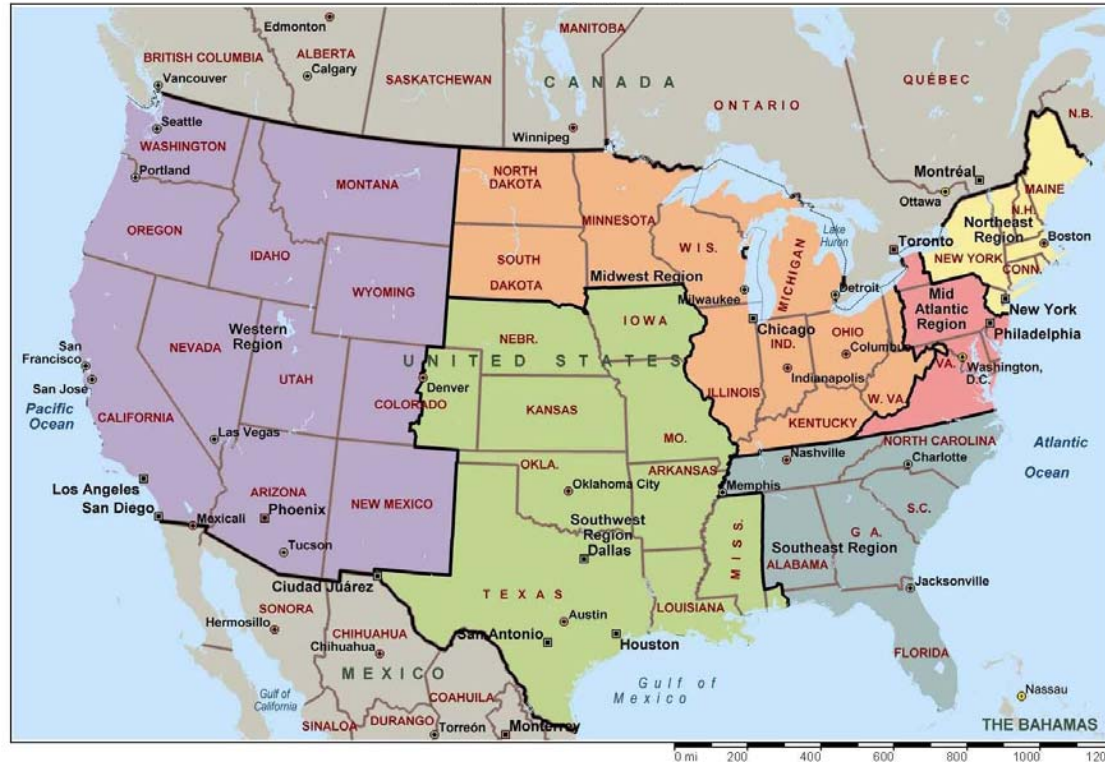 Edmonton
MANITOBA
BRITISH COLUMBIA
ALBERTA
Calgary
Vancouver
SASKATCHEWAN
CANADA
QUÉBEC
ONTARIO
N.B.
Seattle
WASHINGTON
Winnipeg
Portland
MONTANA
NORTH
DAKOTA
Montréal
Ottawa
MAINE
N.H.
Northeast
Region
OREGON
IDAHO
MINNESOTA
WIS.
MICHIGAN
Lake
Huron
Toronto
NEW YORK
Boston
CONN.
SOUTH
DAKOTA
Midwest Region
WYOMING
Milwaukee
Detroit
Mid
Atlantic
Region
New York
Philadelphia
IOWA
Chicago
IND.
OHIO
Columbus
San
Francisco
NEVADA
Western
Region
NEBR.
UNITED STATES
Indianapolis
VA.
Washington,
D.C.
San José
UTAH
Denver
COLORADO
ILLINOIS
W. VA.
Pacific
Ocean
CALIFORNIA
KANSAS
KENTUCKY
Las Vegas
MO.
NORTH CAROLINA
Atlantic
Ocean
Nashville
Charlotte
OKLA.
ARKANSAS
Los Angeles
ARIZONA
NEW MEXICO
Oklahoma City
Memphis
San Diego
Phoenix
S.C.
Mexicali
Southwest
Region
Dallas
MISS.
G A.
Tucson
Southeast Region
ALABAMA
Ciudad Juárez
Jacksonville
SONORA
TEXAS
LOUISIANA
Hermosillo
Austin
CHIHUAHUA
Chihuahua
San Antonio
Houston
FLORIDA
MEXICO
Gulf of
Mexico
Gulf of
California
COAHUILA
Nassau
SINALOA
DURANGO
Torreón
Monterrey
THE BAHAMAS
0 mi 200 400 600 800 1000 120